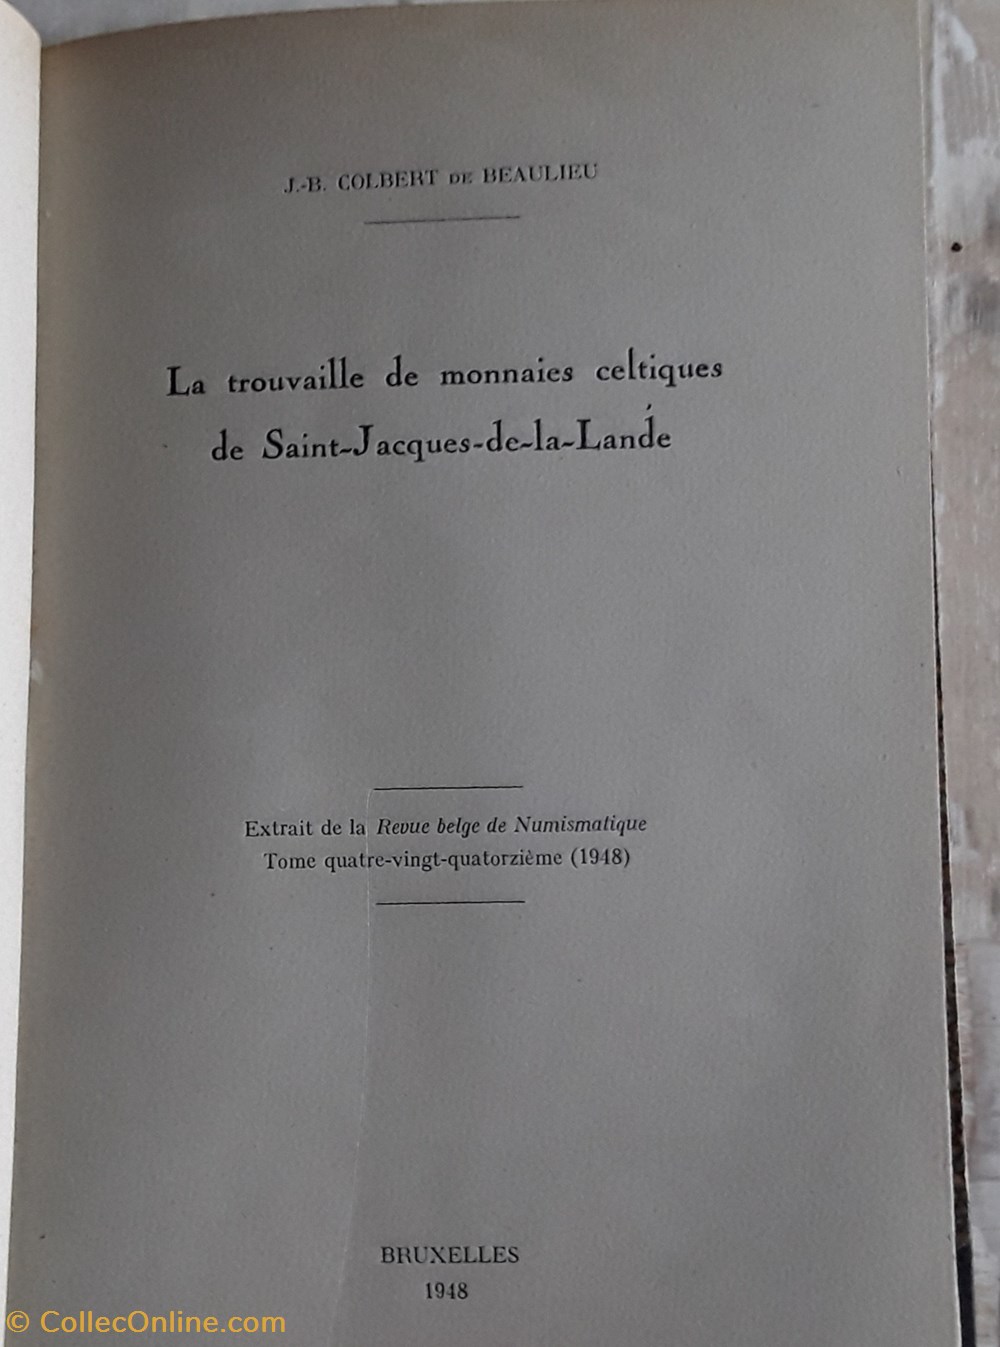 J.-B. COLBERT DE BEAULIEU
La trouvaille de monnaies celtiques
de Saint-Jacques-de-la-Lande
Extrait de la Revue belge de Numismatique
Tome quatre-vingt-quatorzième (1948)
BRUXELLES
1948
© CollecOnline.com